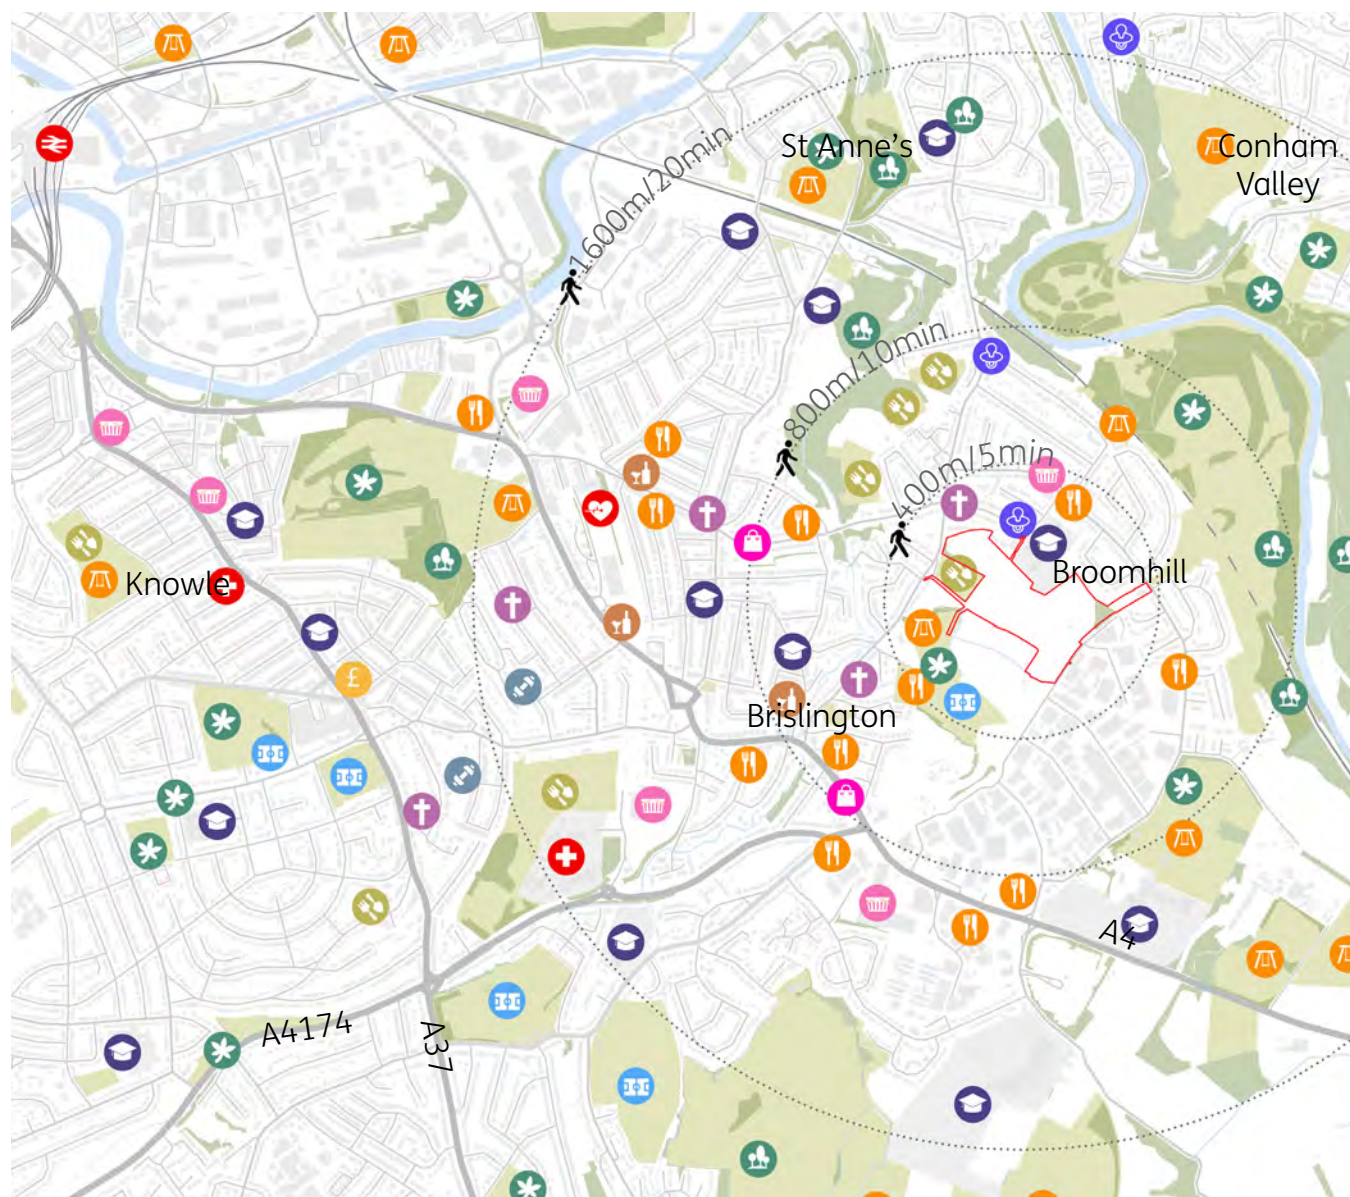 St Anne's
Conham
Valley
1600m/20min
800m/10min
400m/5min
Knowle
Broomhill
£
Brislington
A4
A4174
A37